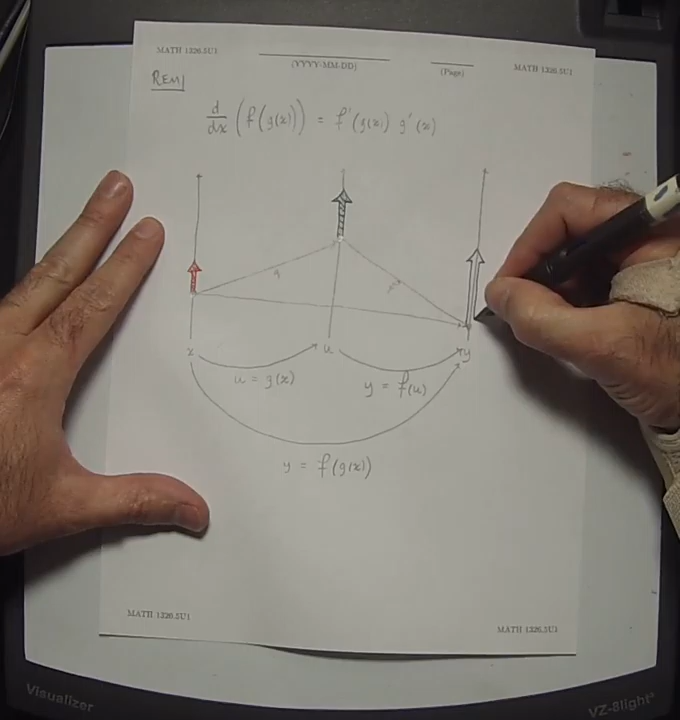 MATH 1326.5U1
(YYYY-MM-DD)
(Page)
MATH 1326.5U1
REM
d/dx (f(g(x))) = f'(g(x)) g'(x)
g
f
x
u
y
u = g(x)
y = f(u)
y = f(g(x))
MATH 1326.5U1
MATH 1326.5U1
Visualizer
VZ-8light³